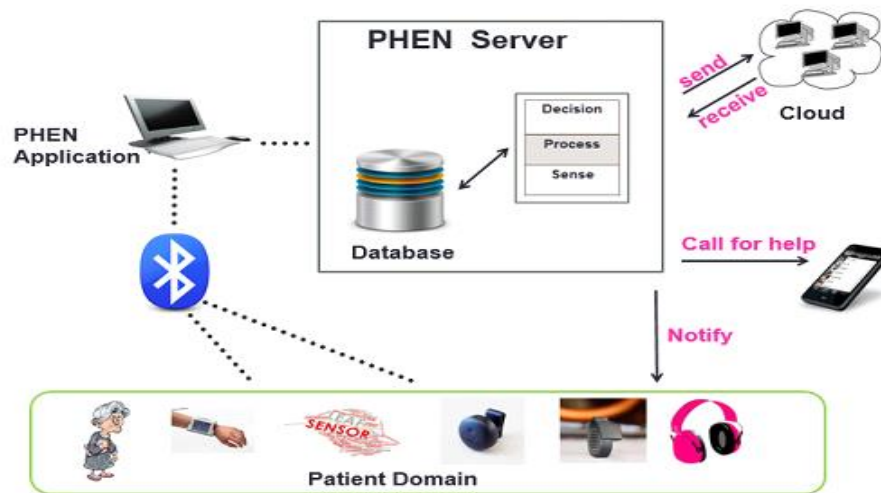 PHEN Server
send
receive
Cloud
PHEN
Application
Decision
Process
Sense
Database
Call for help
Notify
SENSOR
Patient Domain